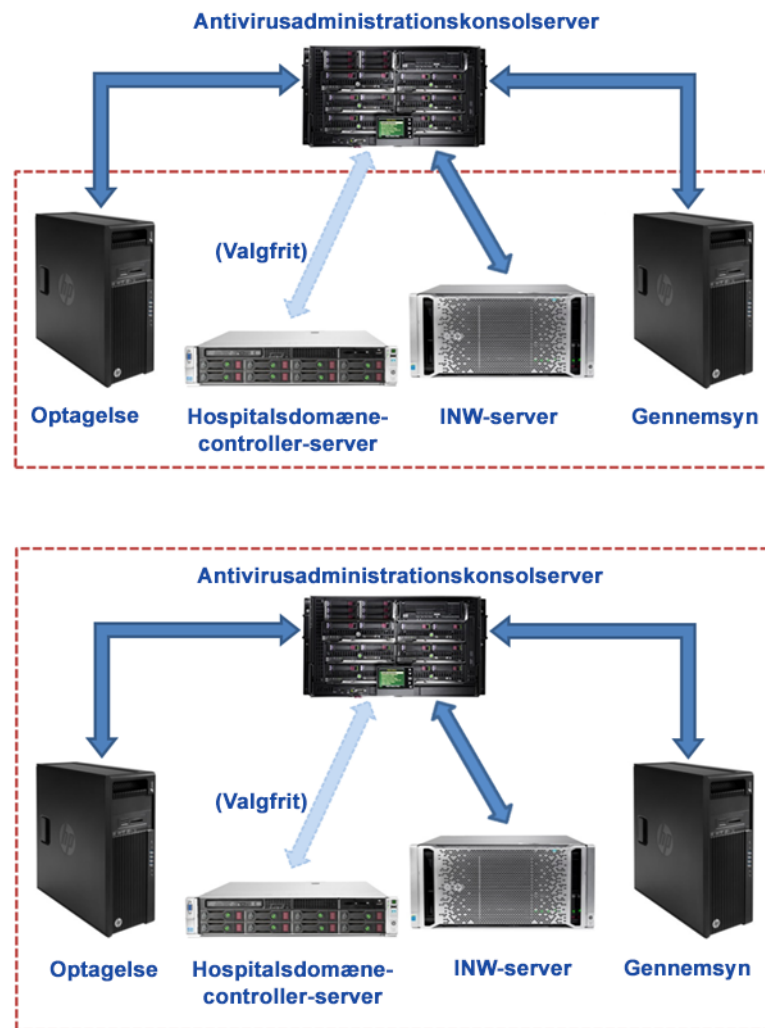 Antivirusadministrationskonsolserver
(Valgfrit)
Optagelse
Hospitalsdomæne-
controller-server
INW-server
Gennemsyn
Antivirusadministrationskonsolserver
(Valgfrit)
Optagelse
Hospitalsdomæne-
controller-server
INW-server
Gennemsyn